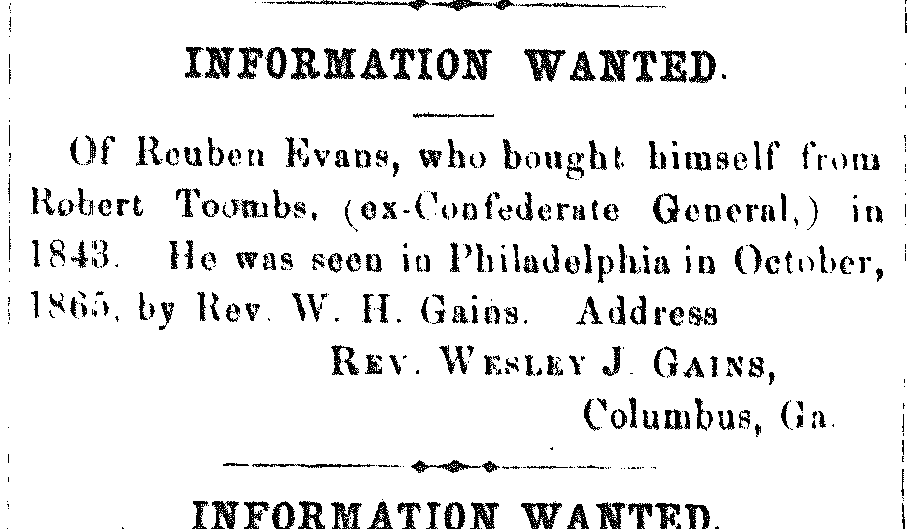 INFORMATION WANTED.
Of Reuben Evans, who bought himself from
Robert Toombs, (ex-Confederate General,) in
1843. He was seen in Philadelphia in October,
1865, by Rev. W. H. Gains. Address
REV. WESLEY J. GAINS,
Columbus, Ga.
INFORMATION WANTED.